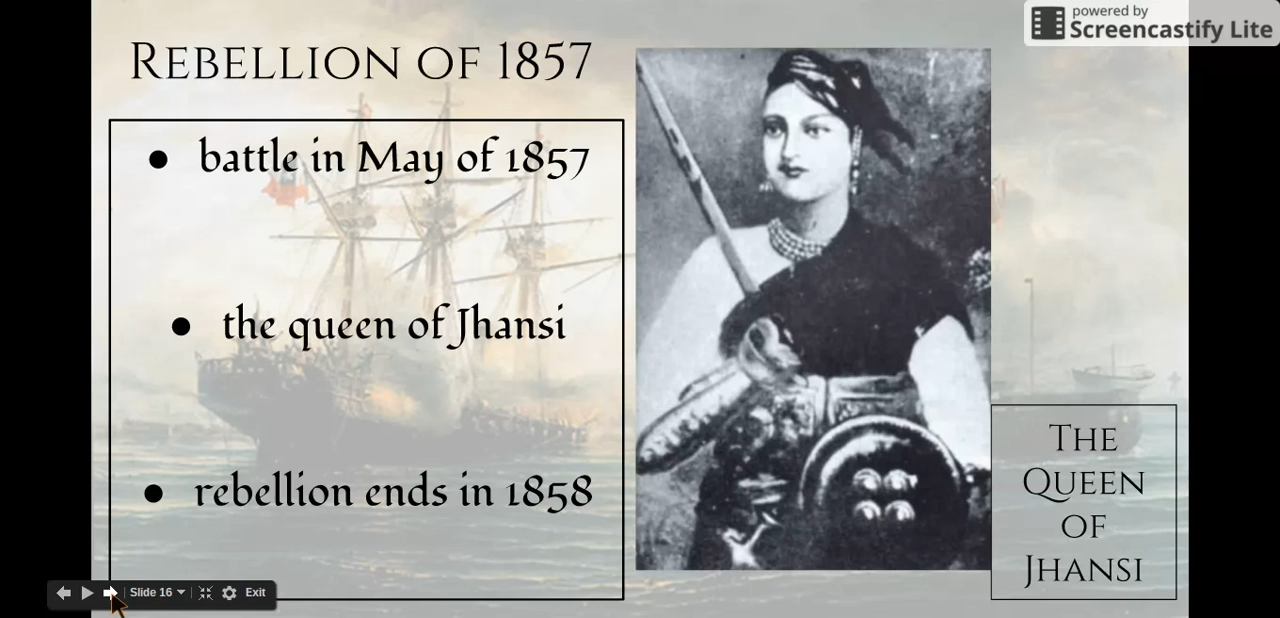 powered by
Screencastify Lite
REBELLION OF 1857
● battle in May of 1857
● the queen of Jhansi
● rebellion ends in 1858
THE
QUEEN
OF
JHANSI
Slide 16
Exit